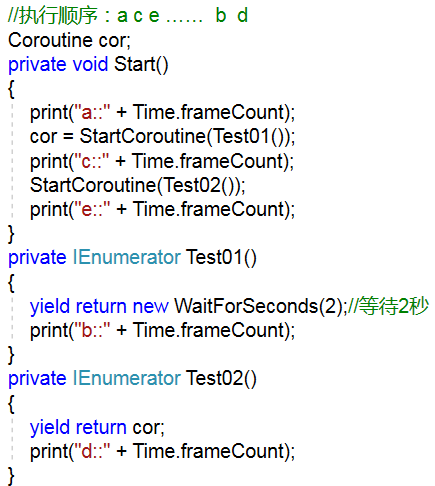 //执行顺序：a c e …… b d
Coroutine cor;
private void Start()
{
print("a::" + Time.frameCount);
cor = StartCoroutine(Test01());
print("c::" + Time.frameCount);
StartCoroutine(Test02());
print("e::" + Time.frameCount);
}
private IEnumerator Test01()
{
yield return new WaitForSeconds(2);//等待2秒
print("b::" + Time.frameCount);
}
private IEnumerator Test02()
{
yield return cor;
print("d::" + Time.frameCount);
}